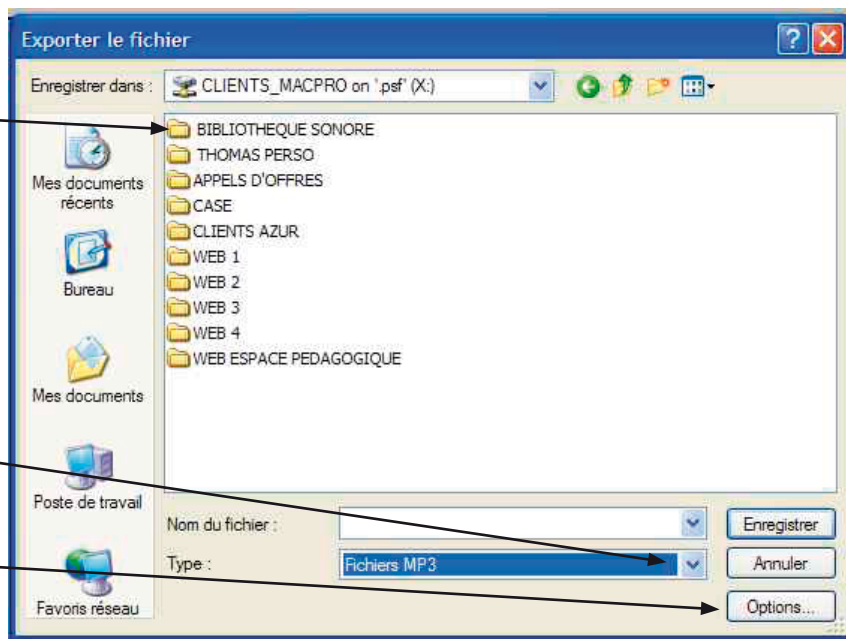 Exporter le fichier
Enregistrer dans :
CLIENTS_MACPRO on '.psf' (X:)
BIBLIOTHEQUE SONORE
THOMAS PERSO
APPELS D'OFFRES
CASE
CLIENTS AZUR
WEB 1
WEB 2
WEB 3
WEB 4
WEB ESPACE PEDAGOGIQUE
Mes documents
récents
Bureau
Mes documents
Poste de travail
Favoris réseau
Nom du fichier :
Enregistrer
Type :
Fichiers MP3
Annuler
Options...